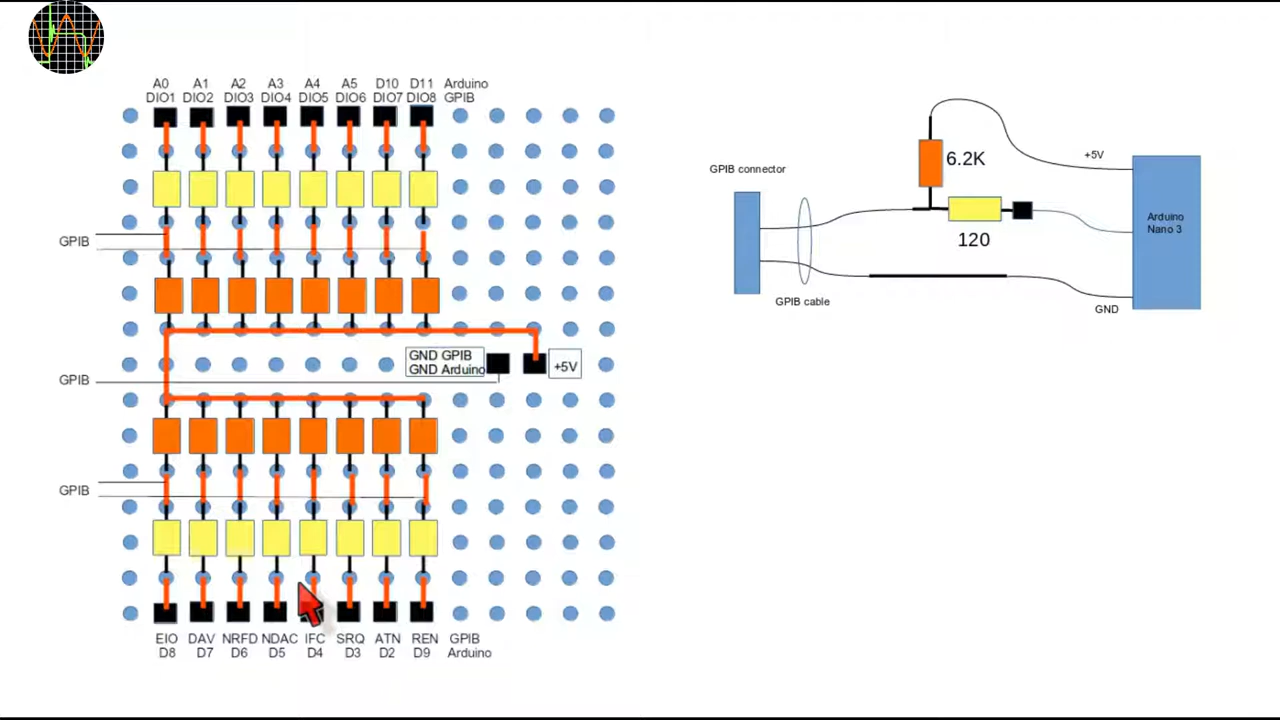 A0 A1 A2 A3 A4 A5 D10 D11 Arduino
DIO1 DIO2 DIO3 DIO4 DIO5 DIO6 DIO7 DIO8 GPIB
GPIB
GND GPIB
GND Arduino
+5V
GPIB
GPIB
EIO DAV NRFD NDAC IFC SRQ ATN REN GPIB
D8 D7 D6 D5 D4 D3 D2 D9 Arduino
6.2K
+5V
GPIB connector
Arduino
Nano 3
120
GPIB cable
GND